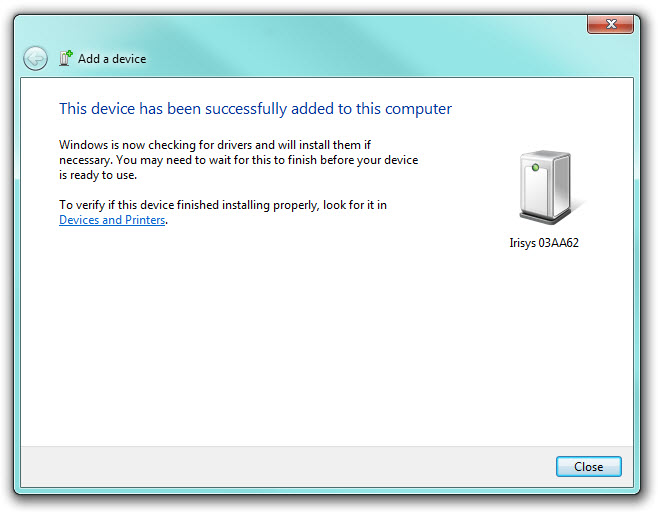 Add a device
This device has been successfully added to this computer
Windows is now checking for drivers and will install them if
necessary. You may need to wait for this to finish before your device
is ready to use.
To verify if this device finished installing properly, look for it in
Devices and Printers.
Irisys 03AA62
Close